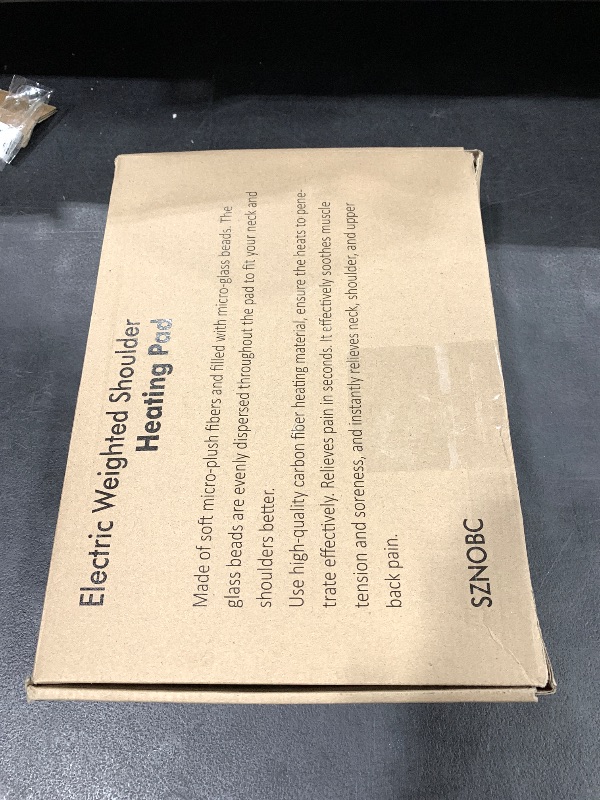 Electric Weighted Shoulder
Heating Pad
Made of soft micro-plush fibers and filled with micro-glass beads. The
glass beads are evenly dispersed throughout the pad to fit your neck and
shoulders better.
Use high-quality carbon fiber heating material, ensure the heats to pene-
trate effectively. Relieves pain in seconds. It effectively soothes muscle
tension and soreness, and instantly relieves neck, shoulder, and upper
back pain.
SZNOBC